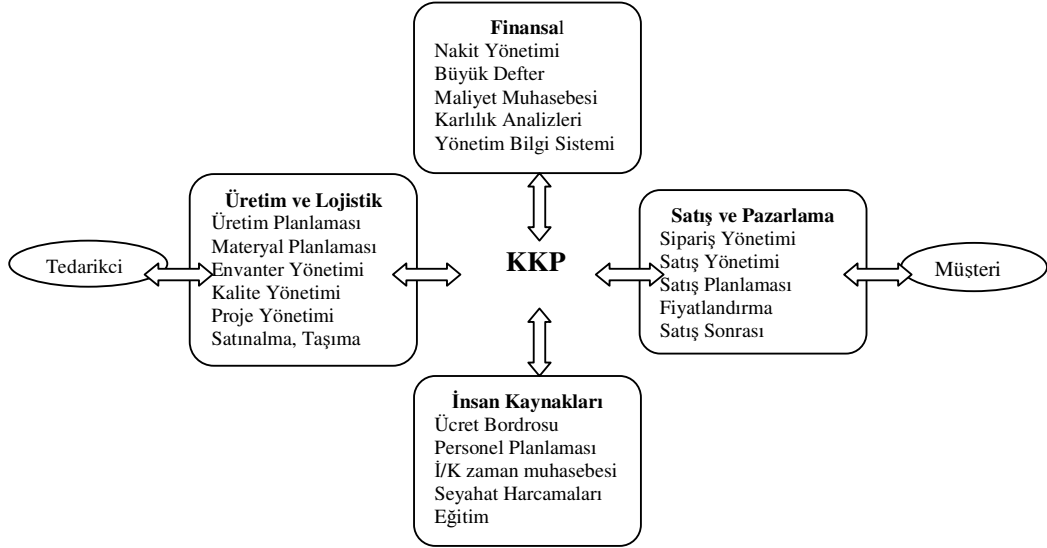 Finansal
Nakit Yönetimi
Büyük Defter
Maliyet Muhasebesi
Karlılık Analizleri
Yönetim Bilgi Sistemi
Tedarikci
Üretim ve Lojistik
Üretim Planlaması
Materyal Planlaması
Envanter Yönetimi
Kalite Yönetimi
Proje Yönetimi
Satınalma, Taşıma
KKP
Satış ve Pazarlama
Sipariş Yönetimi
Satış Yönetimi
Satış Planlaması
Fiyatlandırma
Satış Sonrası
Müşteri
İnsan Kaynakları
Ücret Bordrosu
Personel Planlaması
İ/K zaman muhasebesi
Seyahat Harcamaları
Eğitim